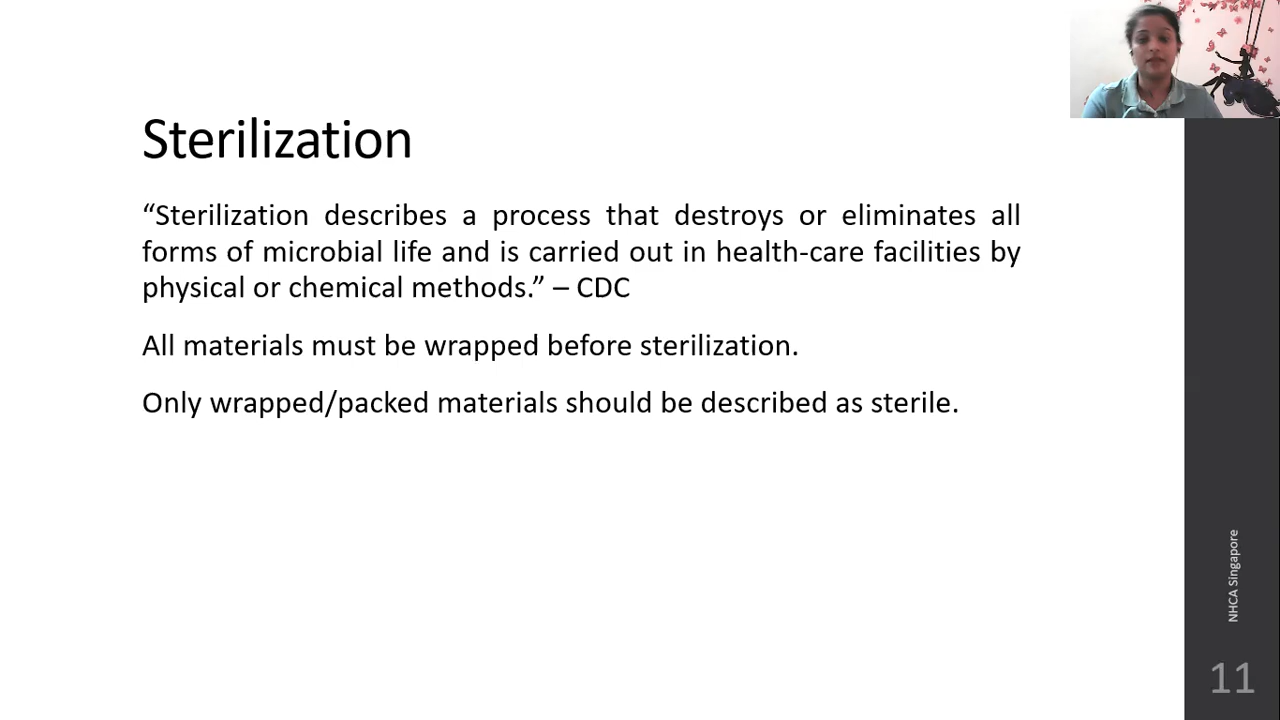 Sterilization
“Sterilization describes a process that destroys or eliminates all
forms of microbial life and is carried out in health-care facilities by
physical or chemical methods.” – CDC
All materials must be wrapped before sterilization.
Only wrapped/packed materials should be described as sterile.
NHCA Singapore
11